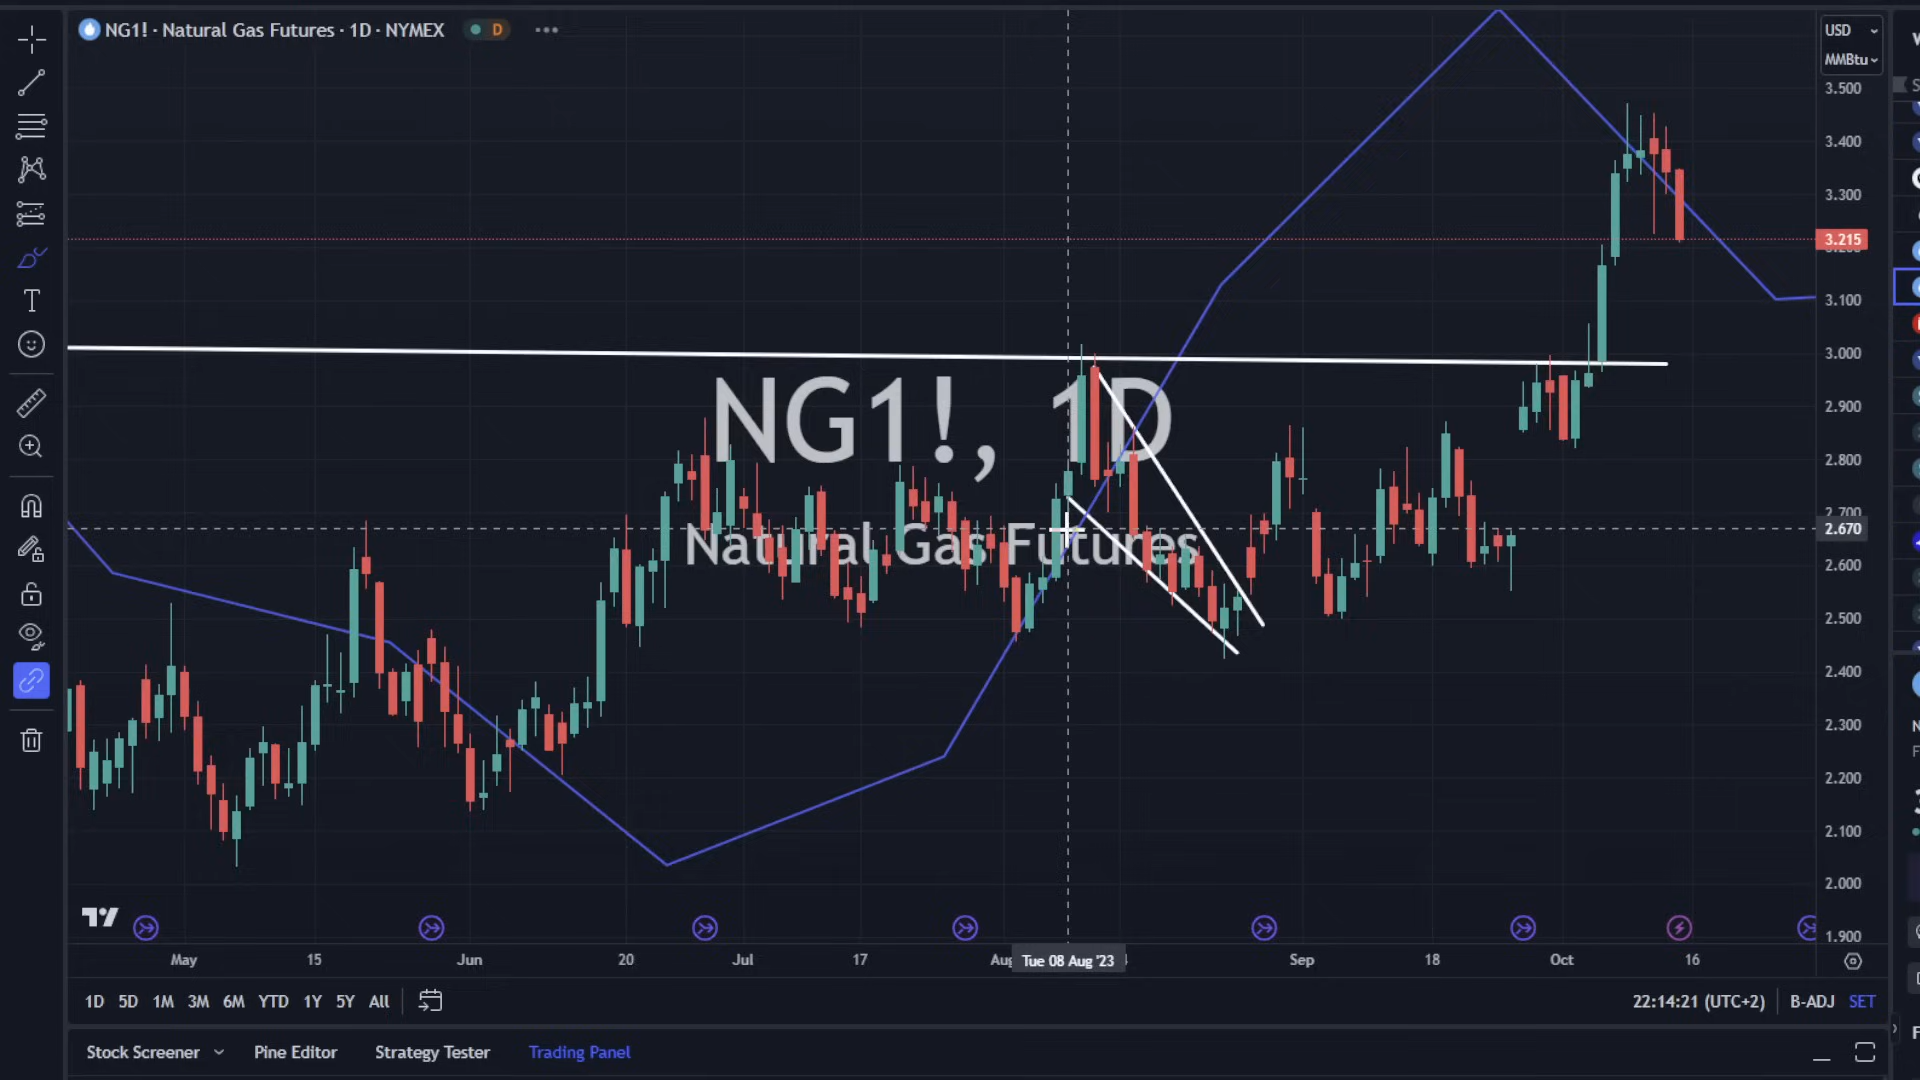 NG1! · Natural Gas Futures · 1D · NYMEX
D
USD
MMBtu
3.500
3.400
3.300
3.215
3.100
3.000
2.900
2.800
2.700
2.670
2.600
2.500
2.400
2.300
2.200
2.100
2.000
1.900
NG1!, 1D
Natural Gas Futures
May
15
Jun
20
Jul
17
Aug
Tue 08 Aug '23
Sep
18
Oct
16
1D 5D 1M 3M 6M YTD 1Y 5Y All
22:14:21 (UTC+2)
B-ADJ
SET
Stock Screener
Pine Editor
Strategy Tester
Trading Panel